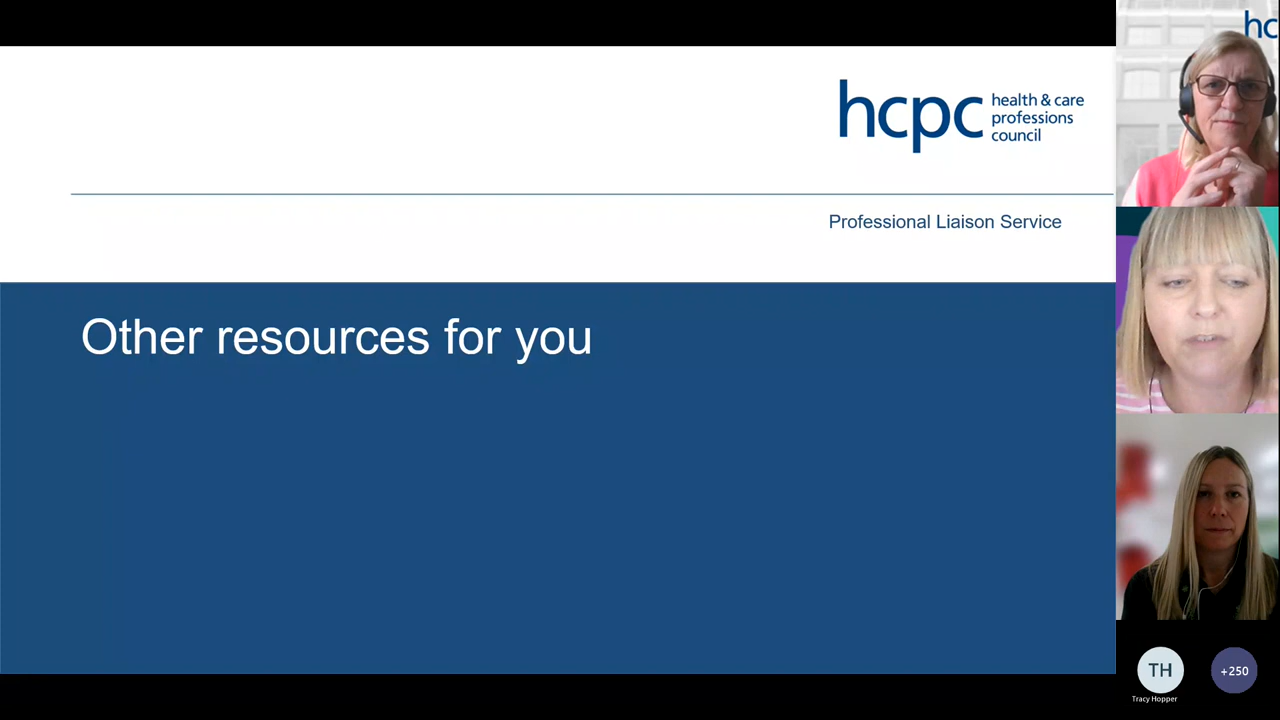 hcpc
health & care
professions
council
Professional Liaison Service
Other resources for you
hc
TH
+250
Tracy Hopper